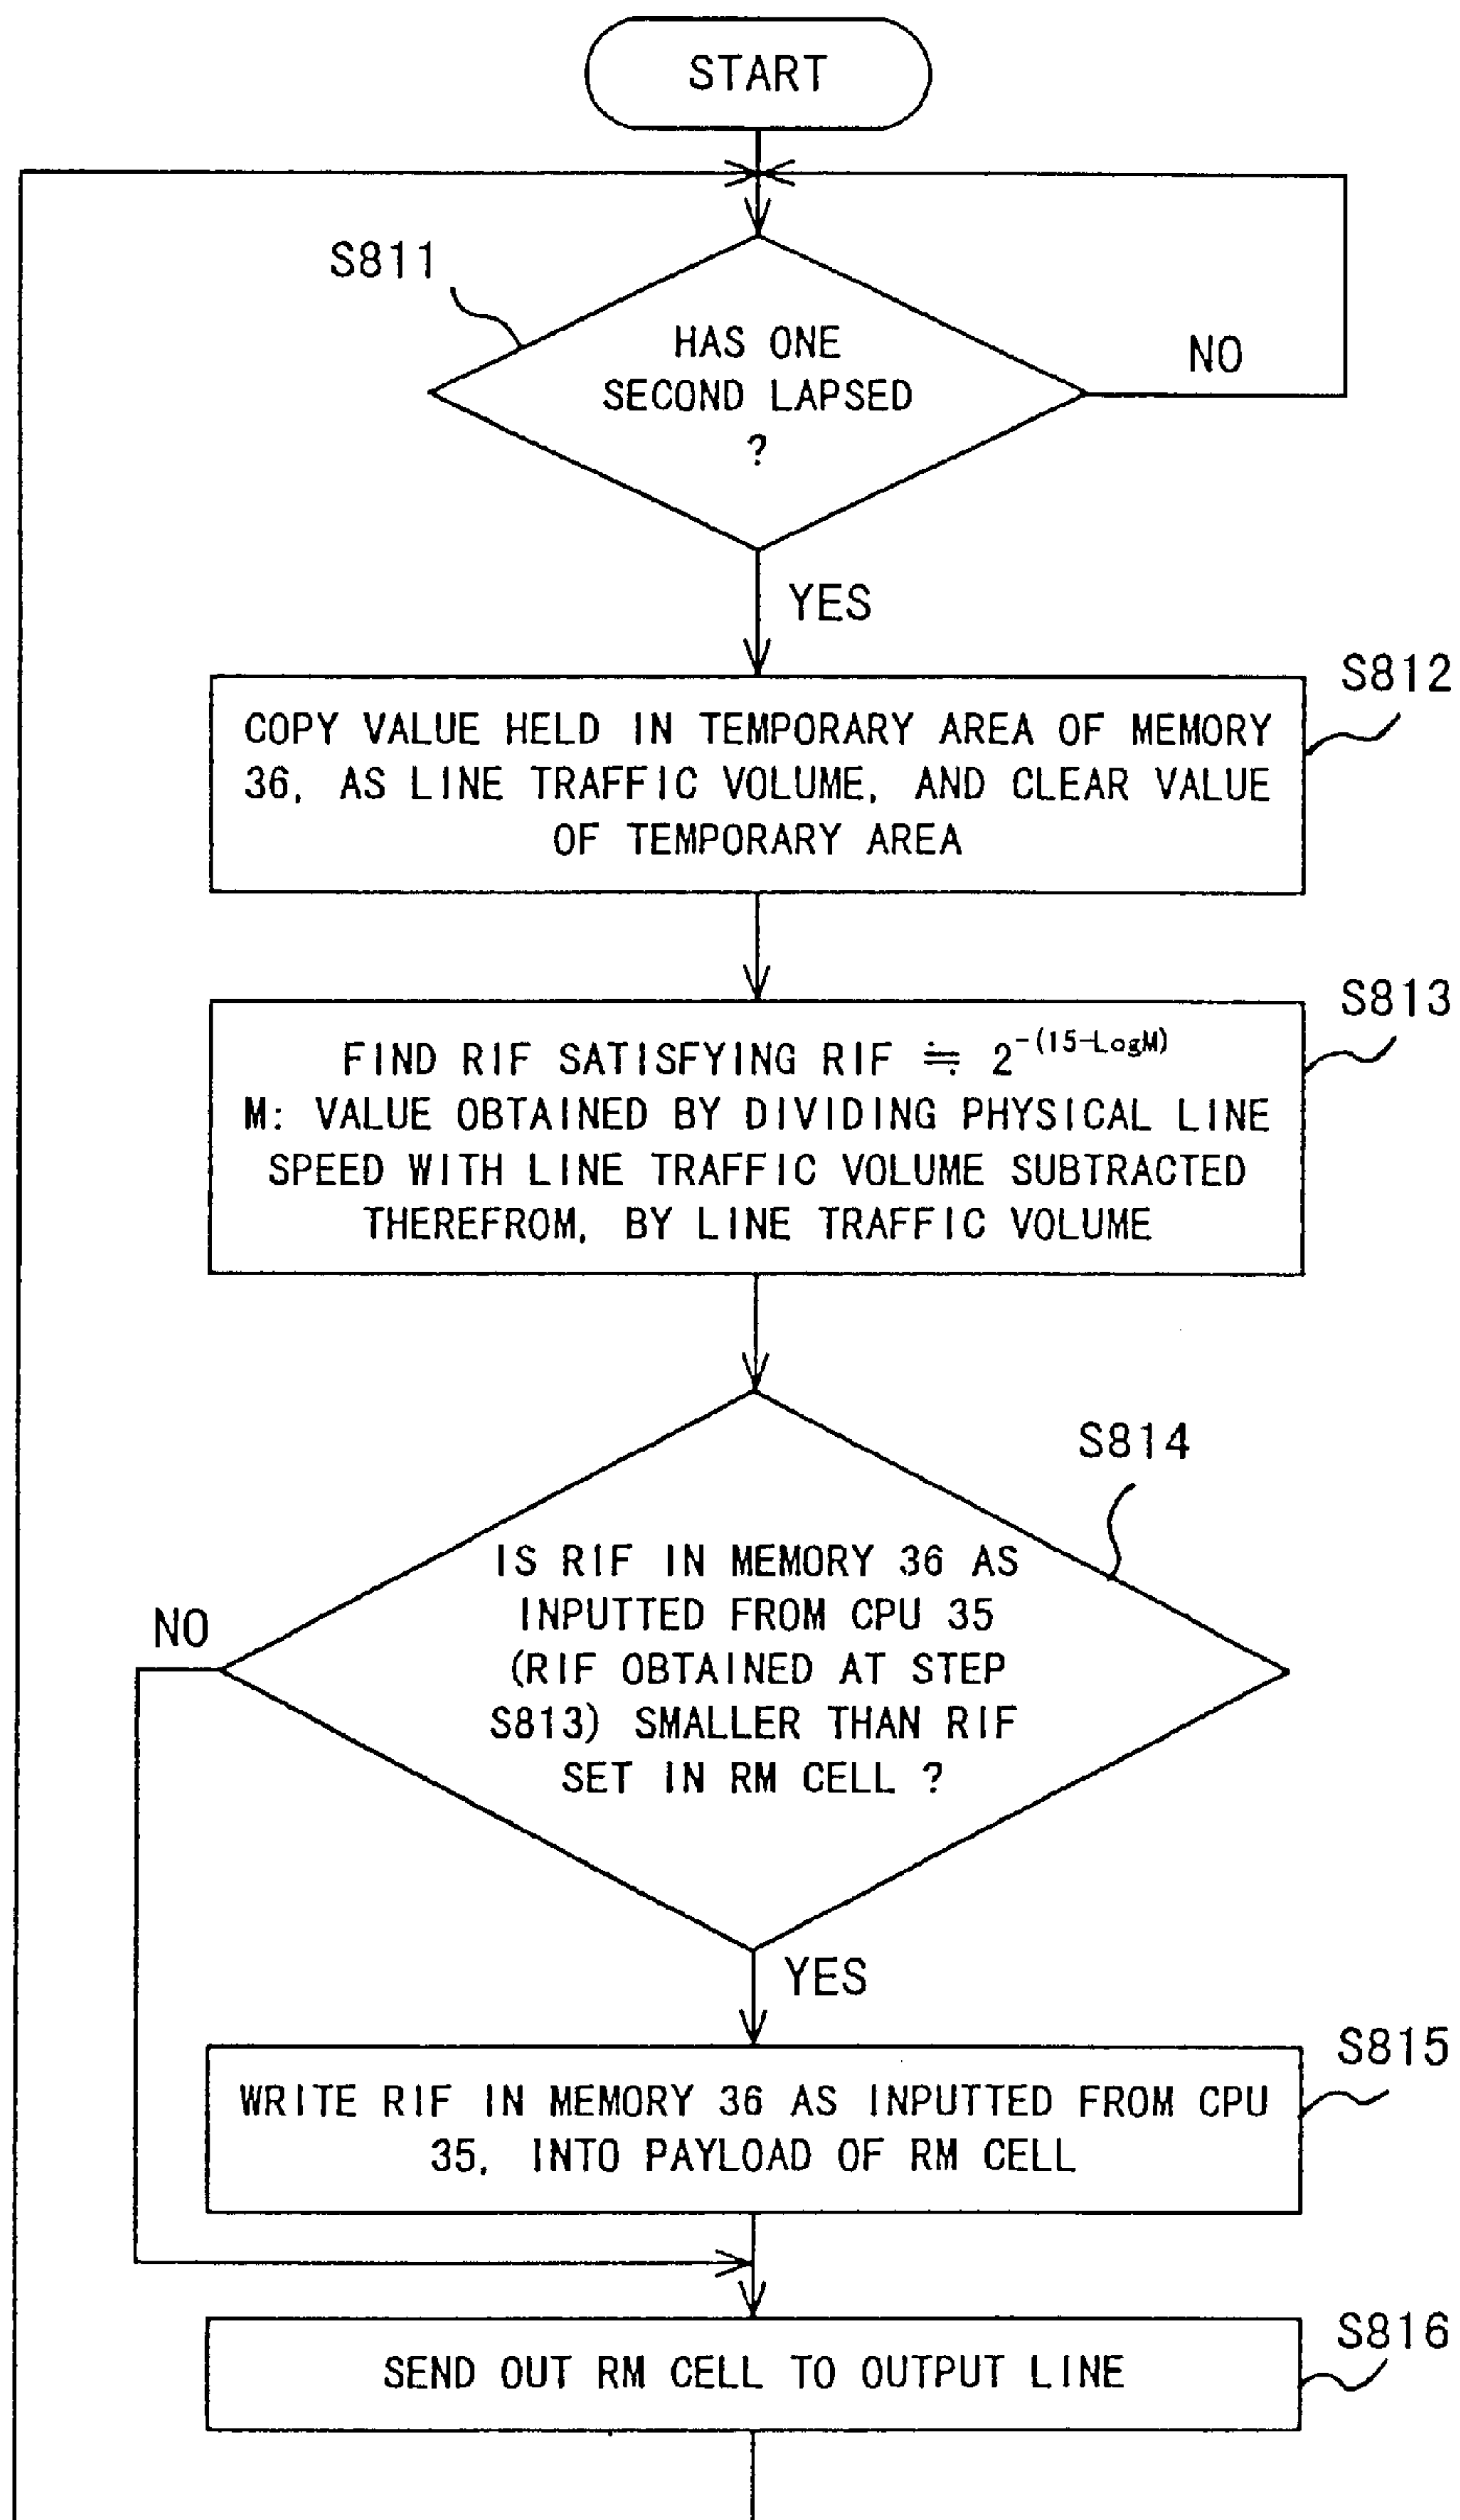 START
S811
HAS ONE
SECOND LAPSED
?
NO
YES
S812
COPY VALUE HELD IN TEMPORARY AREA OF MEMORY
36, AS LINE TRAFFIC VOLUME, AND CLEAR VALUE
OF TEMPORARY AREA
S813
FIND RIF SATISFYING RIF ≒ 2^-(15-LogM)
M: VALUE OBTAINED BY DIVIDING PHYSICAL LINE
SPEED WITH LINE TRAFFIC VOLUME SUBTRACTED
THEREFROM, BY LINE TRAFFIC VOLUME
S814
IS RIF IN MEMORY 36 AS
INPUTTED FROM CPU 35
(RIF OBTAINED AT STEP
S813) SMALLER THAN RIF
SET IN RM CELL ?
NO
YES
S815
WRITE RIF IN MEMORY 36 AS INPUTTED FROM CPU
35, INTO PAYLOAD OF RM CELL
S816
SEND OUT RM CELL TO OUTPUT LINE